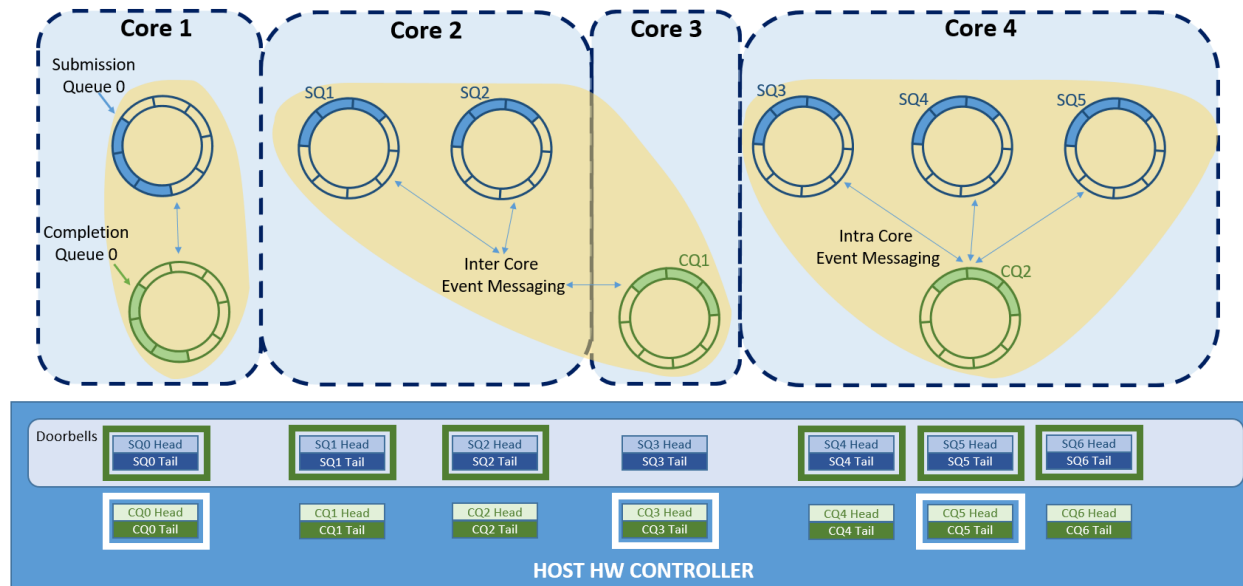 Core 1
Core 2
Core 3
Core 4
Submission
Queue 0
SQ1
SQ2
SQ3
SQ4
SQ5
Completion
Queue 0
Inter Core
Event Messaging
CQ1
Intra Core
Event Messaging
CQ2
Doorbells
SQ0 Head
SQ0 Tail
SQ1 Head
SQ1 Tail
SQ2 Head
SQ2 Tail
SQ3 Head
SQ3 Tail
SQ4 Head
SQ4 Tail
SQ5 Head
SQ5 Tail
SQ6 Head
SQ6 Tail
CQ0 Head
CQ0 Tail
CQ1 Head
CQ1 Tail
CQ2 Head
CQ2 Tail
CQ3 Head
CQ3 Tail
CQ4 Head
CQ4 Tail
CQ5 Head
CQ5 Tail
CQ6 Head
CQ6 Tail
HOST HW CONTROLLER